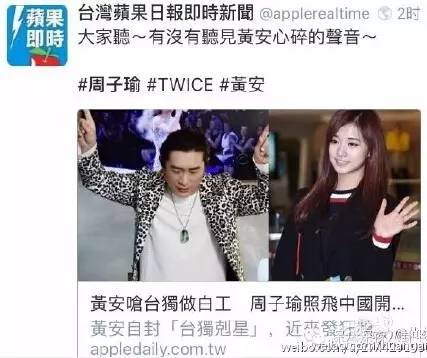 蘋果
即時
台灣蘋果日報即時新聞 @applerealtime 2时
大家聽～有沒有聽見黃安心碎的聲音～
#周子瑜 #TWICE #黃安
黃安嗆台獨做白工 周子瑜照飛中國開...
黃安自封「台獨剋星」，近來發狂
appledaily.com.tw